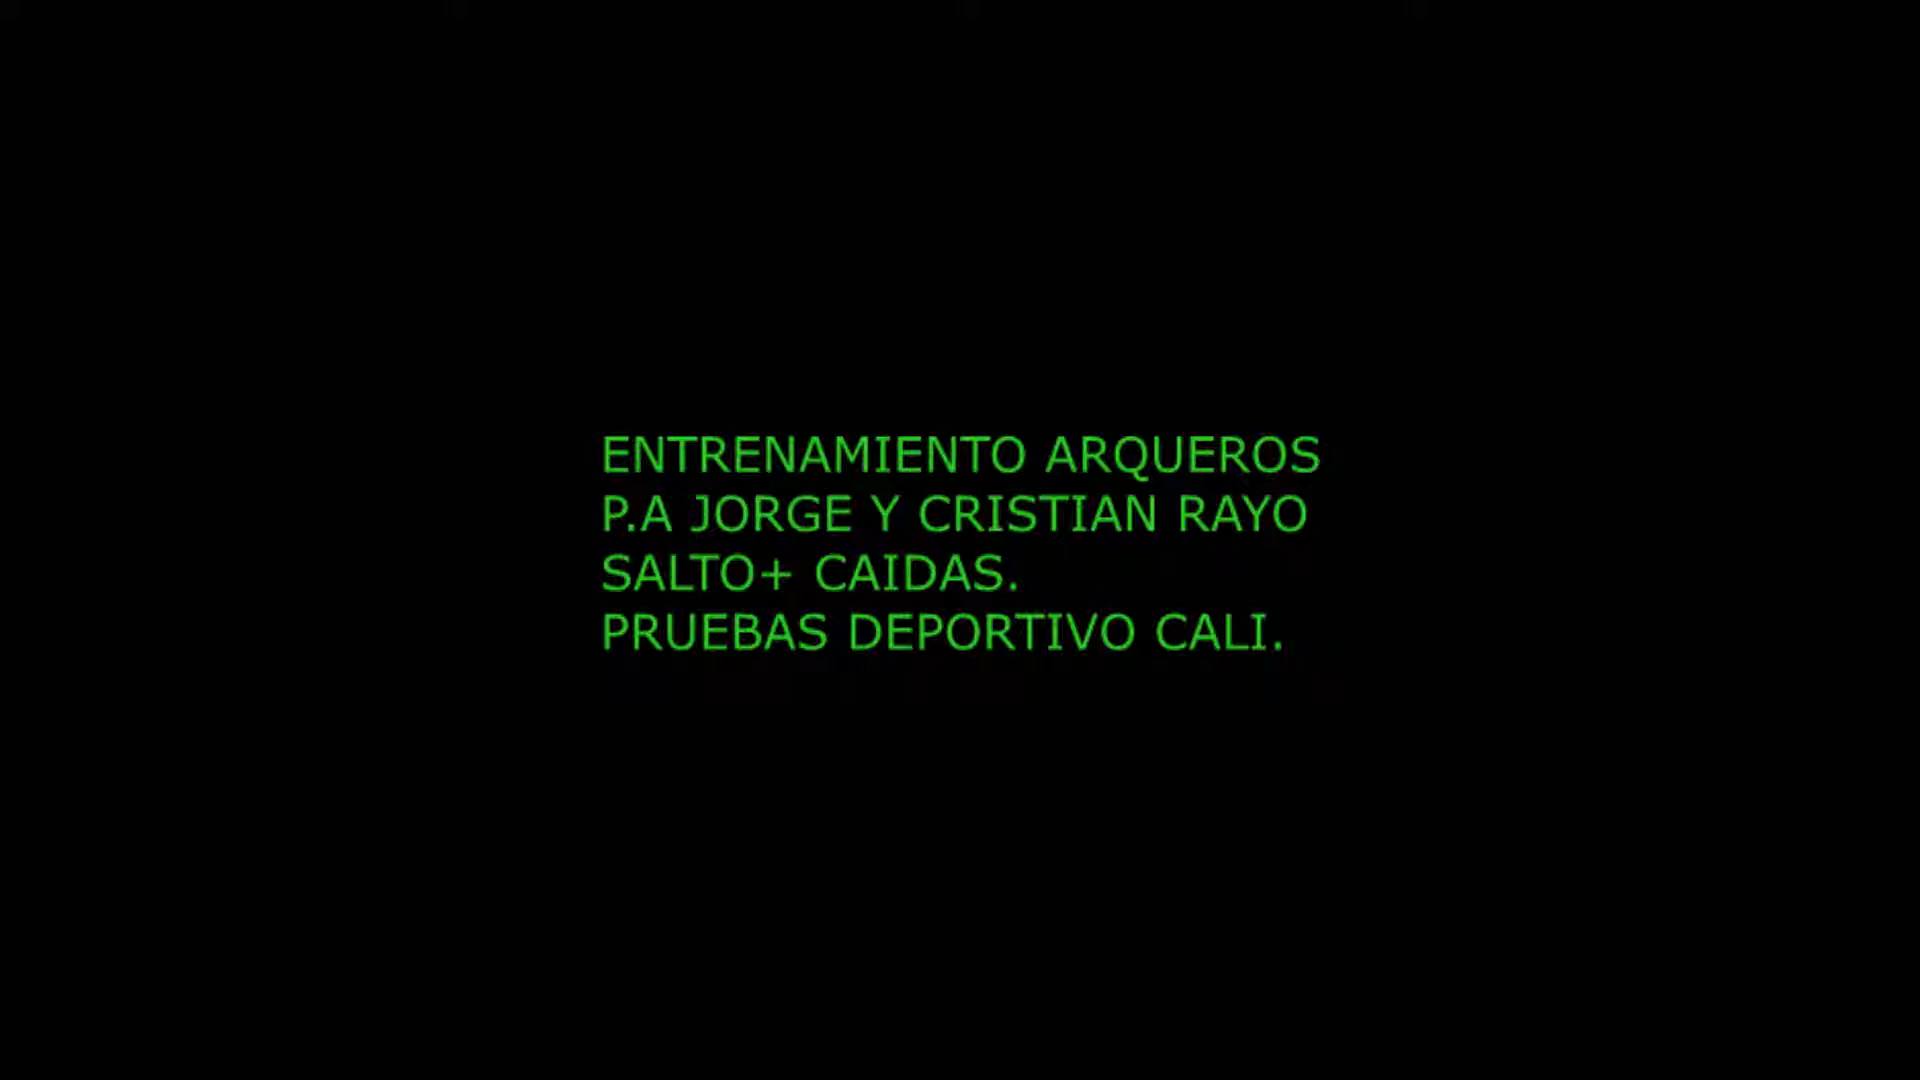 ENTRENAMIENTO ARQUEROS
P.A JORGE Y CRISTIAN RAYO
SALTO+ CAIDAS.
PRUEBAS DEPORTIVO CALI.